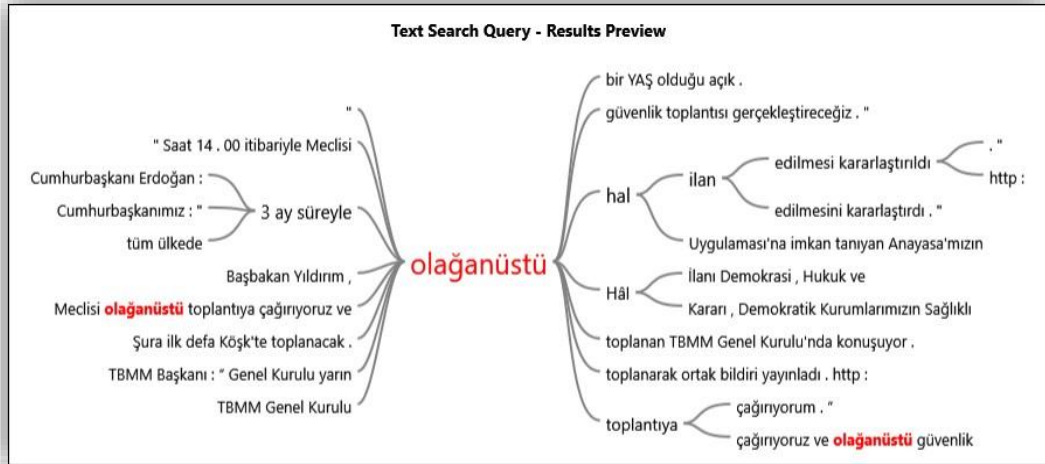 Text Search Query - Results Preview
"
" Saat 14 . 00 itibariyle Meclisi
Cumhurbaşkanı Erdoğan :
Cumhurbaşkanımız : "
tüm ülkede
3 ay süreyle
Başbakan Yıldırım ,
Meclisi olağanüstü toplantıya çağırıyoruz ve
Şura ilk defa Köşk'te toplanacak .
TBMM Başkanı : " Genel Kurulu yarın
TBMM Genel Kurulu
olağanüstü
bir YAŞ olduğu açık .
güvenlik toplantısı gerçekleştireceğiz . "
hal
ilan
edilmesi kararlaştırıldı
. "
http :
edilmesini kararlaştırdı . "
Uygulaması'na imkan tanıyan Anayasa'mızın
Hâl
İlanı Demokrasi , Hukuk ve
Kararı , Demokratik Kurumlarımızın Sağlıklı
toplanan TBMM Genel Kurulu'nda konuşuyor .
toplanarak ortak bildiri yayınladı . http :
toplantıya
çağırıyorum . "
çağırıyoruz ve olağanüstü güvenlik